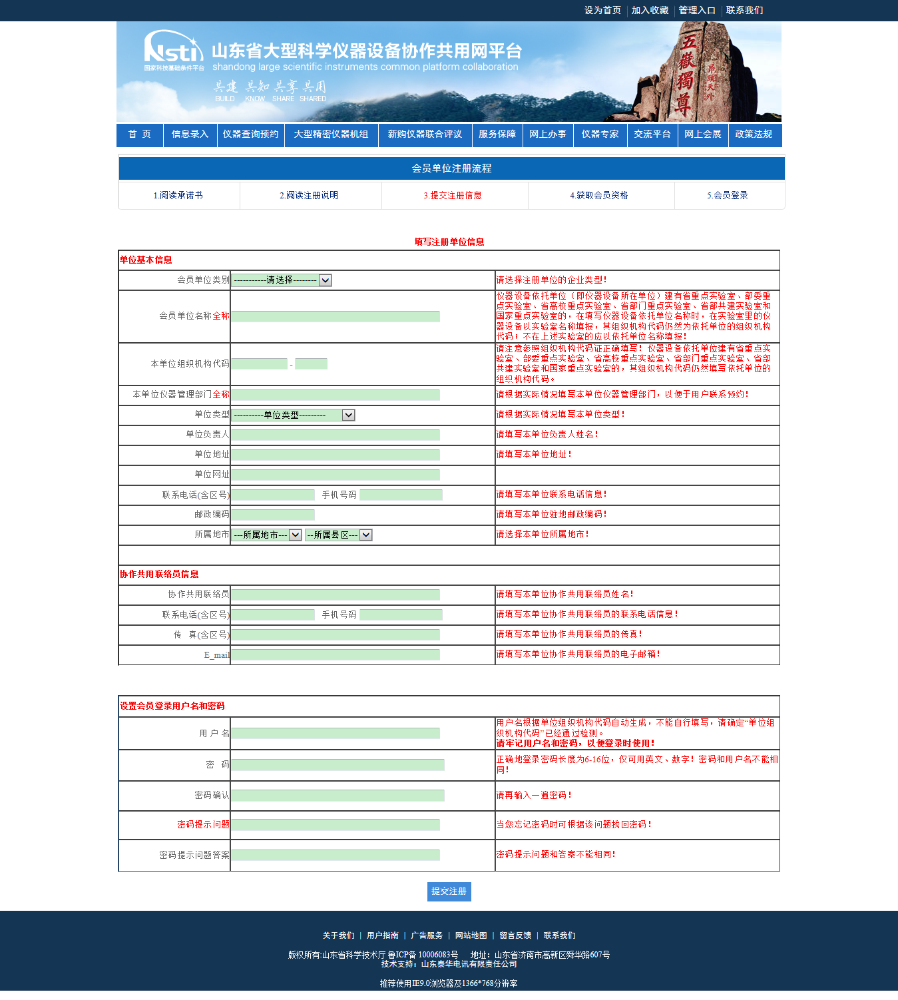 设为首页 加入收藏 管理入口 联系我们
Nsti
国家科技基础条件平台
山东省大型科学仪器设备协作共用网平台
shandong large scientific instruments common platform collaboration
共建 共知 共享 共用
BUILD KNOW SHARE SHARED
五嶽獨尊
昂頭天外
首 页 信息录入 仪器查询预约 大型精密仪器机组 新购仪器联合评议 服务保障 网上办事 仪器专家 交流平台 网上会展 政策法规
会员单位注册流程
1.阅读承诺书 2.阅读注册说明 3.提交注册信息 4.获取会员资格 5.会员登录
填写注册单位信息
单位基本信息
会员单位类别 -----------请选择-------- 请选择注册单位的企业类型！
会员单位名称全称
仪器设备依托单位（即仪器设备所在单位）建有省重点实验室、部委重
点实验室、省高校重点实验室、省部门重点实验室、省部共建实验室和
国家重点实验室的，在填写仪器设备依托单位名称时，在实验室里的仪
器设备以实验室名称填报，其组织机构代码仍然为依托单位的组织机构
代码；不在上述实验室的应以依托单位名称填报！
本单位组织机构代码 -
请注意参照组织机构代码证正确填写！仪器设备依托单位建有省重点实
验室、部委重点实验室、省高校重点实验室、省部门重点实验室、省部
共建实验室和国家重点实验室的，其组织机构代码仍然填写依托单位的
组织机构代码。
本单位仪器管理部门全称 请根据实际情况填写本单位仪器管理部门，以便于用户联系预约！
单位类型 ----------单位类型--------- 请根据实际情况填写本单位类型！
单位负责人 请填写本单位负责人姓名！
单位地址 请填写本单位地址！
单位网址
联系电话(含区号) 手机号码 请填写本单位联系电话信息！
邮政编码 请填写本单位驻地邮政编码！
所属地市 ---所属地市--- --所属县区--- 请选择本单位所属地市！
协作共用联络员信息
协作共用联络员 请填写本单位协作共用联络员姓名！
联系电话(含区号) 手机号码 请填写本单位协作共用联络员的联系电话信息！
传 真(含区号) 请填写本单位协作共用联络员的传真！
E_mail 请填写本单位协作共用联络员的电子邮箱！
设置会员登录用户名和密码
用 户 名
用户名根据单位组织机构代码自动生成，不能自行填写，请确定“单位组
织机构代码”已经通过检测。
请牢记用户名和密码，以便登录时使用！
密 码
正确地登录密码长度为6-16位，仅可用英文、数字！密码和用户名不能相
同！
密码确认 请再输入一遍密码！
密码提示问题 当您忘记密码时可根据该问题找回密码！
密码提示问题答案 密码提示问题和答案不能相同！
提交注册
关于我们 | 用户指南 | 广告服务 | 网站地图 | 留言反馈 | 联系我们
版权所有:山东省科学技术厅 鲁ICP备 10006083号 地址：山东省济南市高新区舜华路607号
技术支持：山东泰华电讯有限责任公司
推荐使用IE9.0浏览器及1366*768分辨率